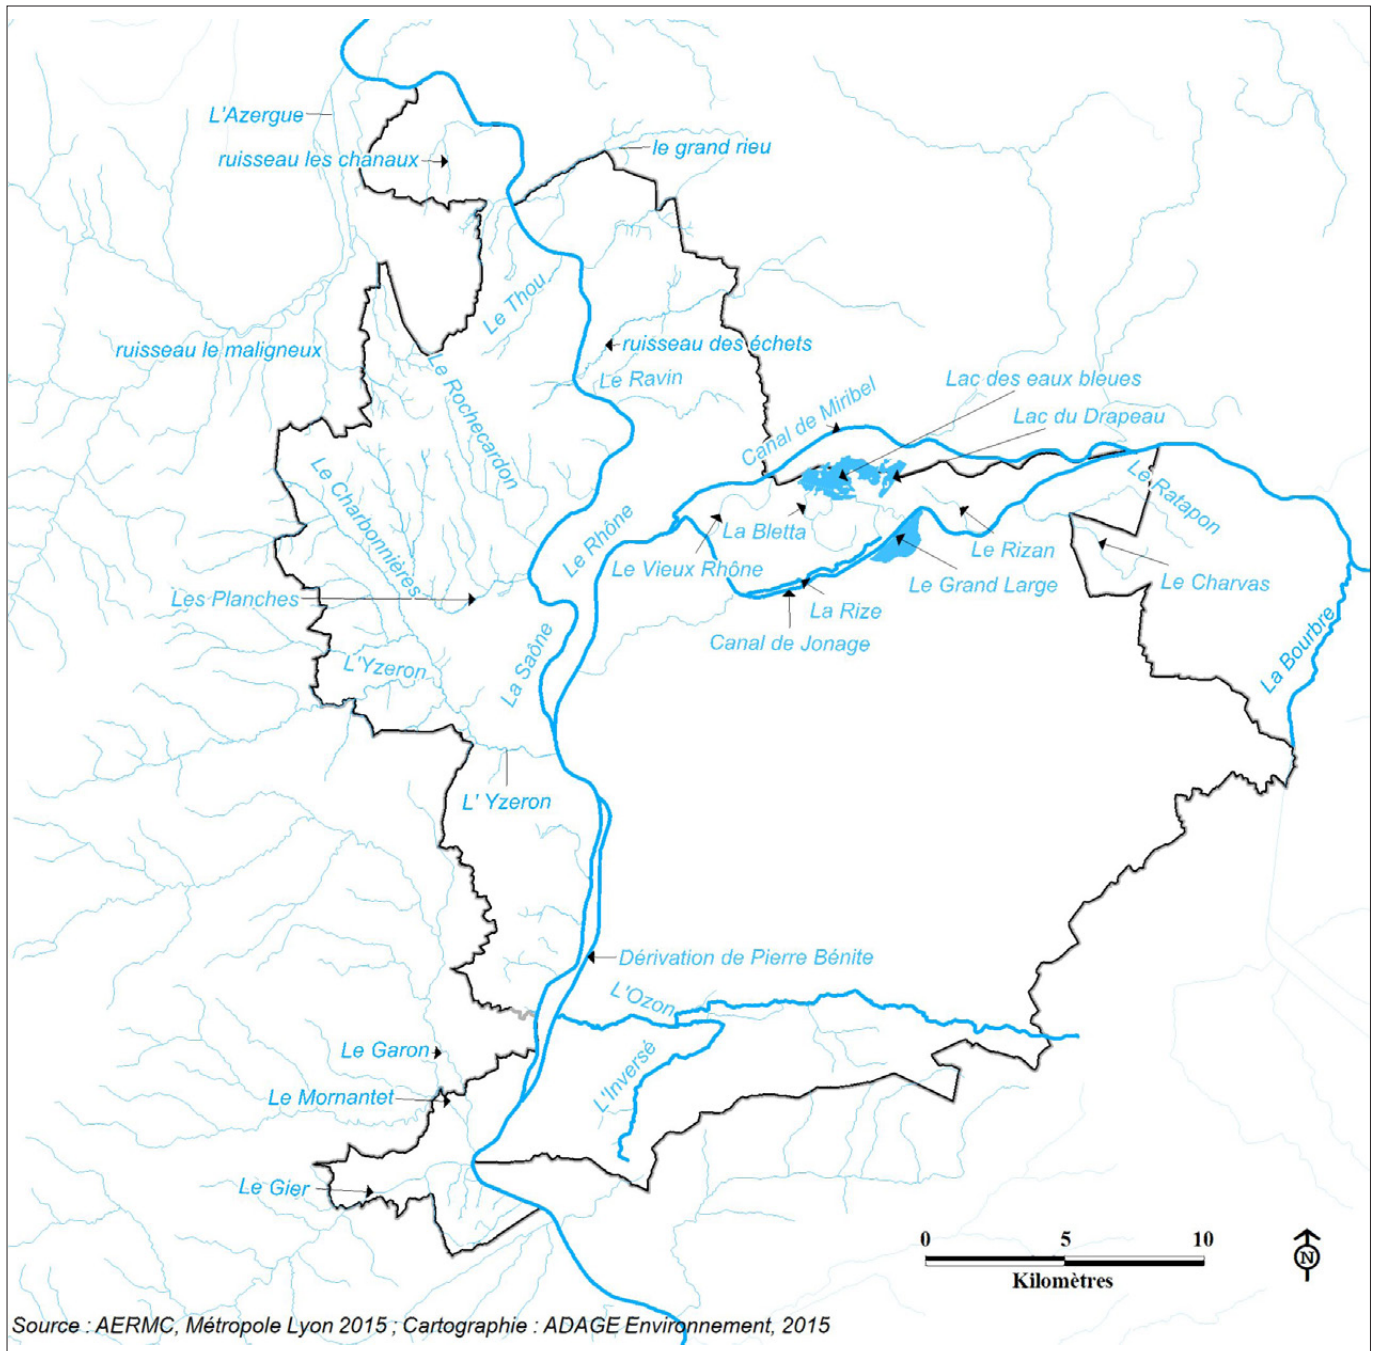 L'Azergue
ruisseau les chanaux
le grand rieu
Le Thou
ruisseau le maligneux
ruisseau des échets
Le Ravin
Le Rochecardon
Canal de Miribel
Lac des eaux bleues
Lac du Drapeau
Le Charbonnières
Le Rhône
La Bletta
Le Vieux Rhône
Le Rizan
Le Ratapon
Le Grand Large
Le Charvas
Les Planches
La Rize
Canal de Jonage
L'Yzeron
La Saône
La Bourbre
L' Yzeron
Dérivation de Pierre Bénite
L'Ozon
L'Inversé
Le Garon
Le Mornantet
Le Gier
0 5 10
Kilomètres
N
Source : AERMC, Métropole Lyon 2015 ; Cartographie : ADAGE Environnement, 2015